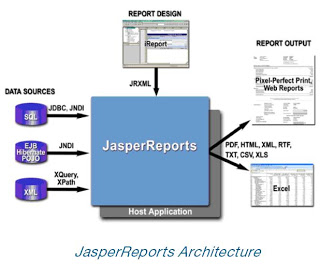 REPORT DESIGN
iReport
JRXML
REPORT OUTPUT
Pixel-Perfect Print,
Web Reports
DATA SOURCES
JDBC, JNDI
SQL
JasperReports
EJB
Hibernate
POJO
JNDI
PDF, HTML, XML, RTF,
TXT, CSV, XLS
XQuery,
XPath
XML
Excel
Host Application
JasperReports Architecture